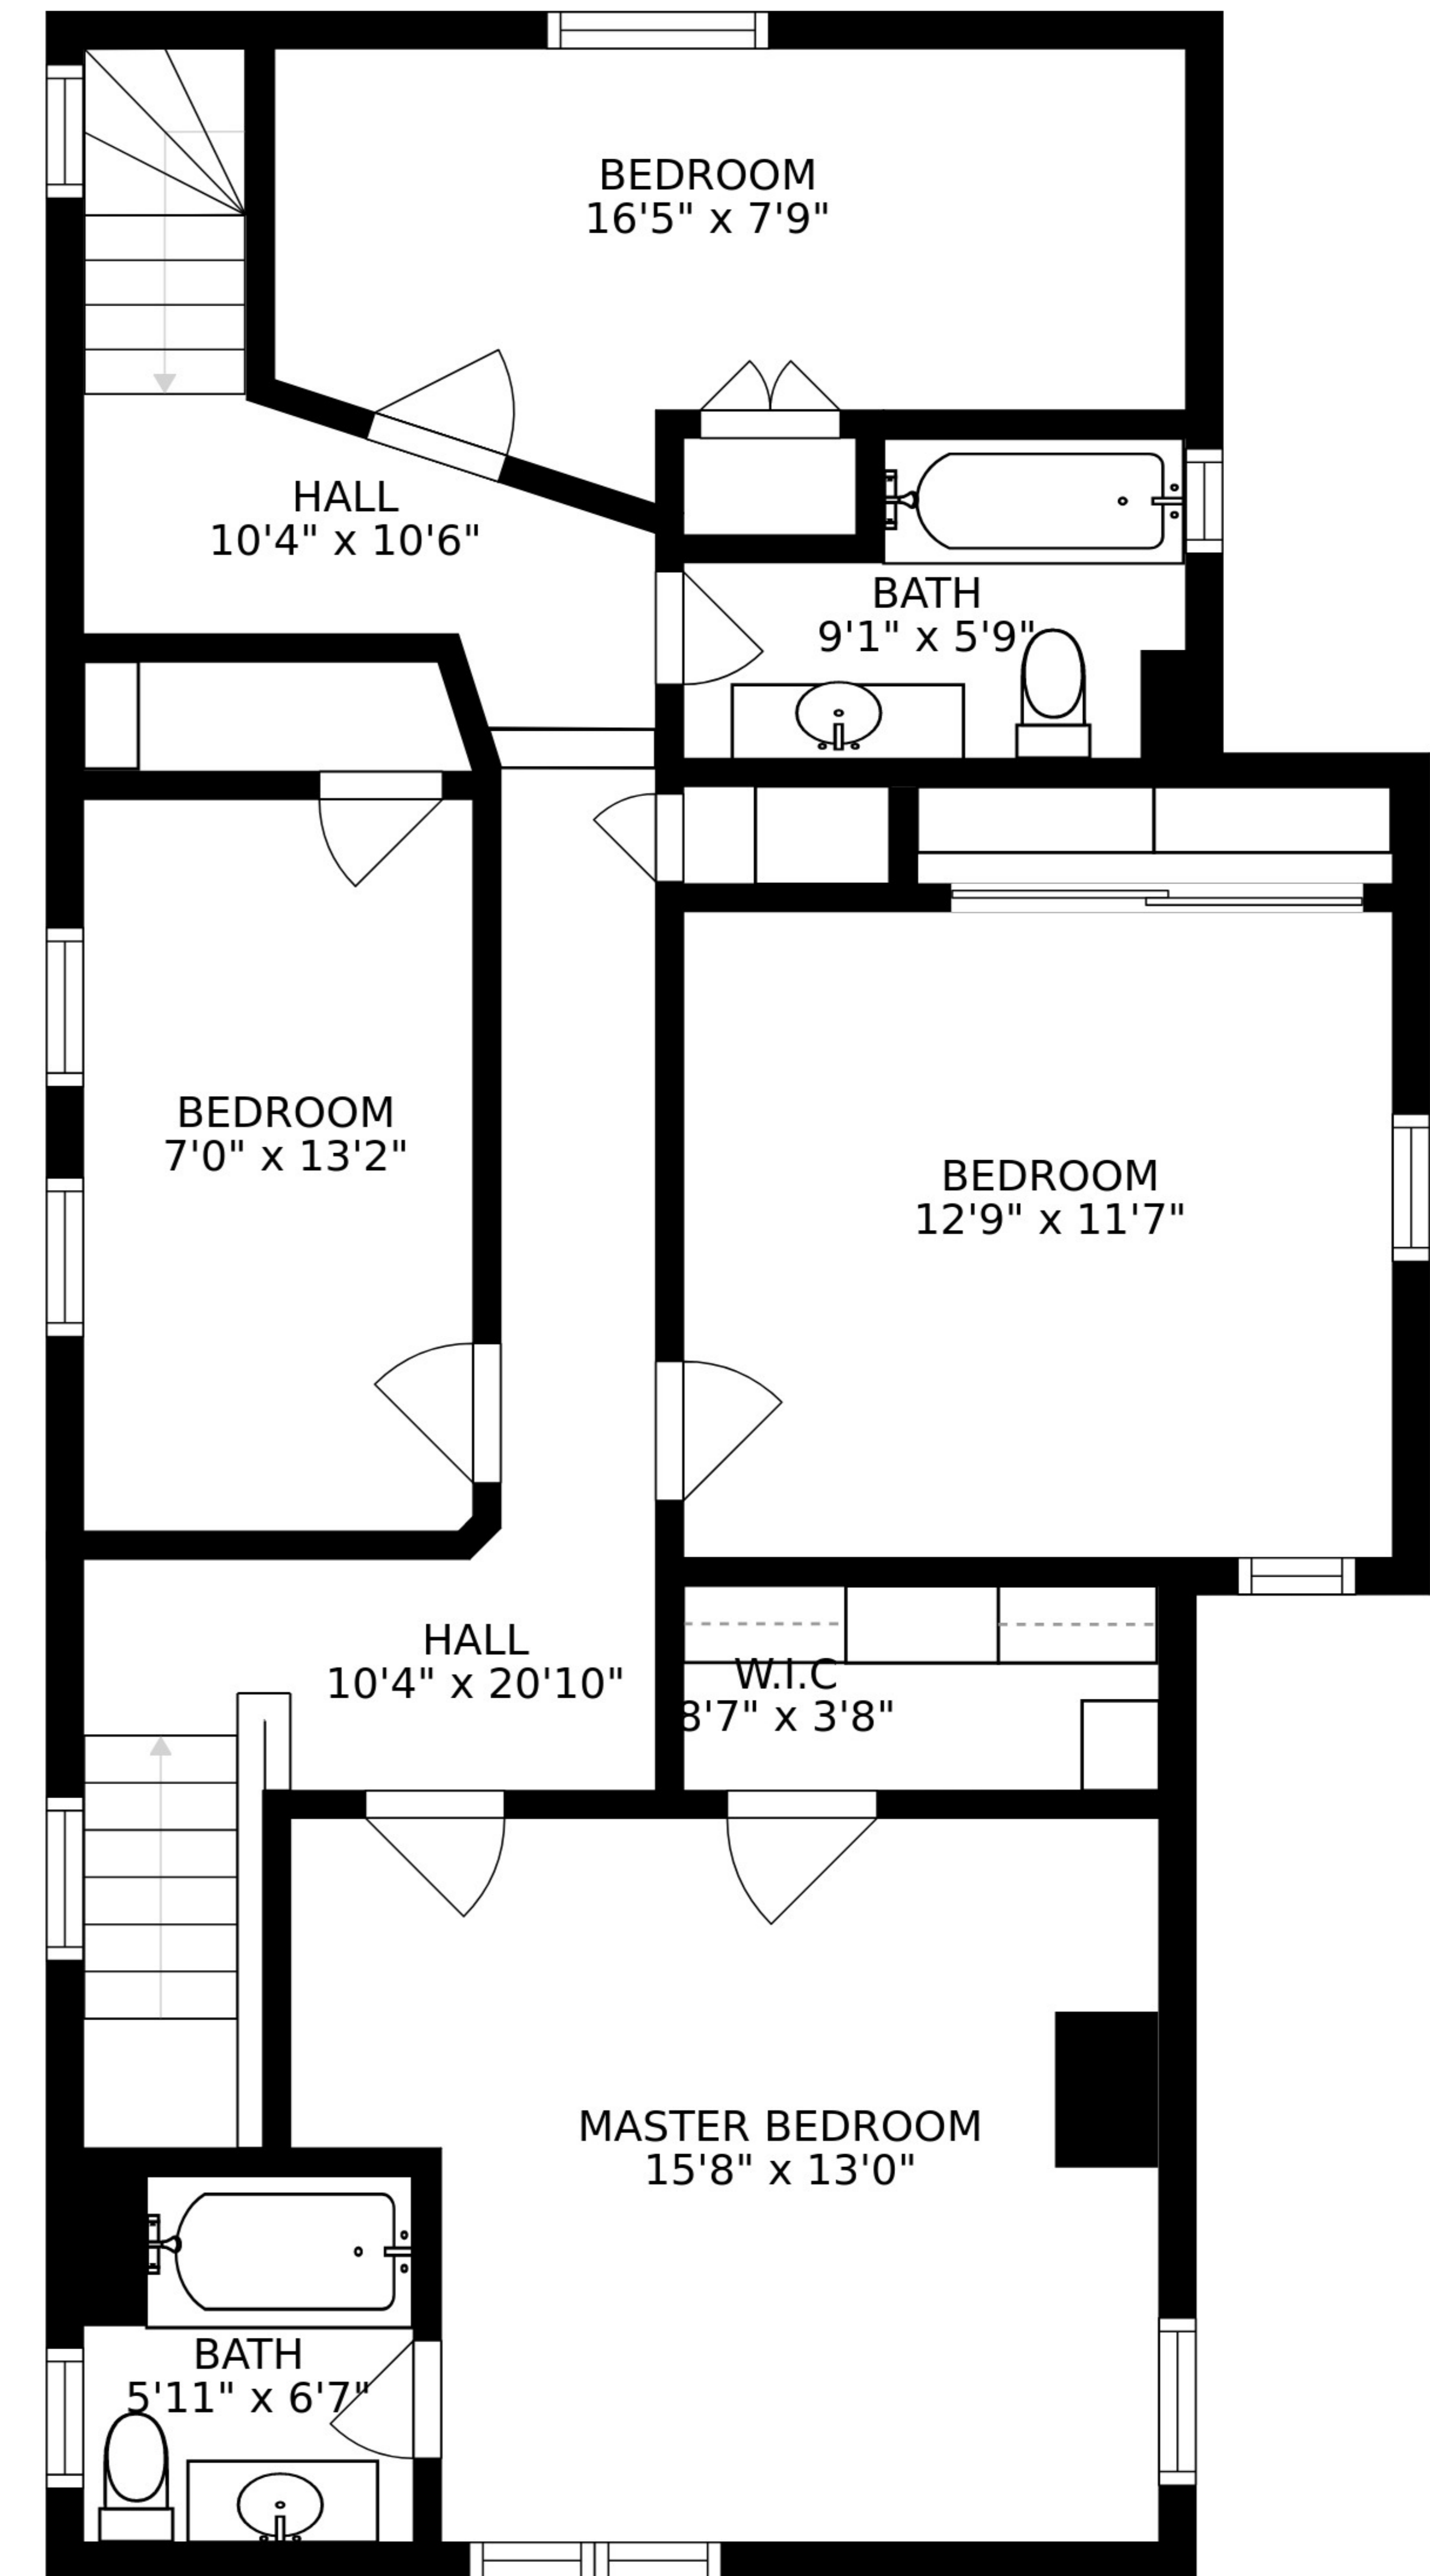 BEDROOM
16'5" x 7'9"
HALL
10'4" x 10'6"
BATH
9'1" x 5'9"
BEDROOM
7'0" x 13'2"
BEDROOM
12'9" x 11'7"
HALL
10'4" x 20'10"
W.I.C
8'7" x 3'8"
MASTER BEDROOM
15'8" x 13'0"
BATH
5'11" x 6'7"